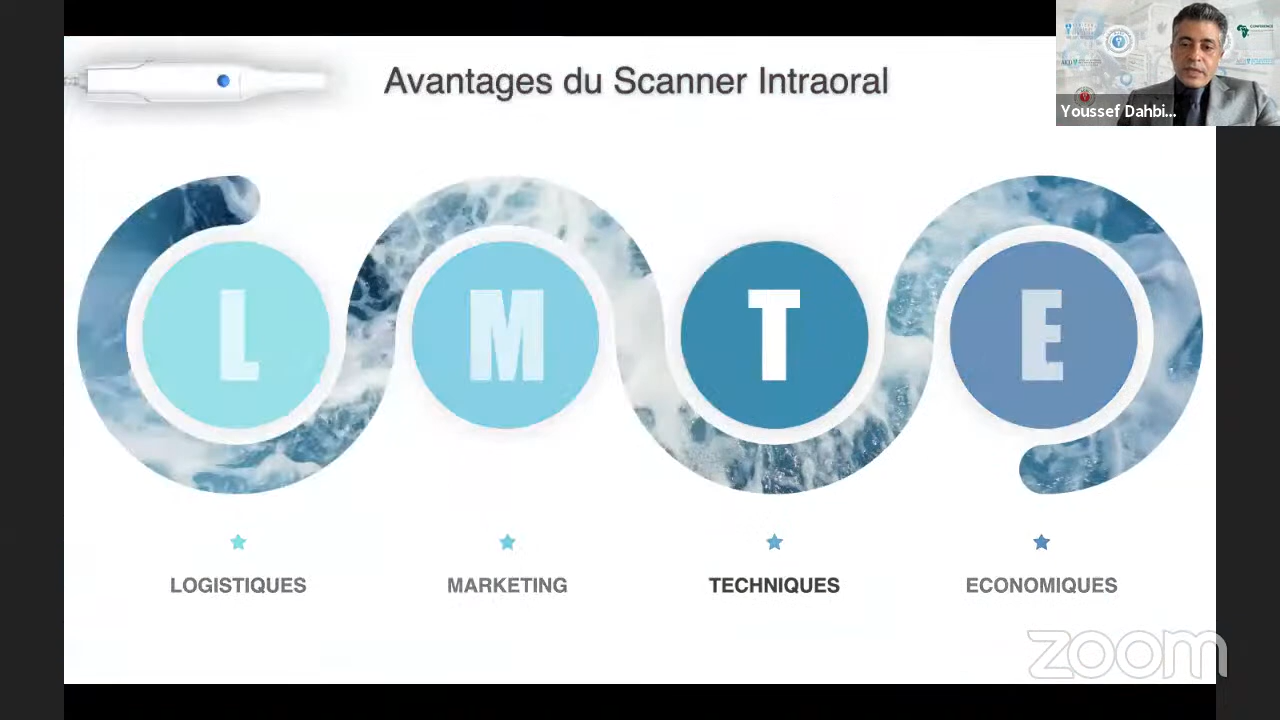 Avantages du Scanner Intraoral
Youssef Dahbi...
L M T E
LOGISTIQUES MARKETING TECHNIQUES ECONOMIQUES
zoom